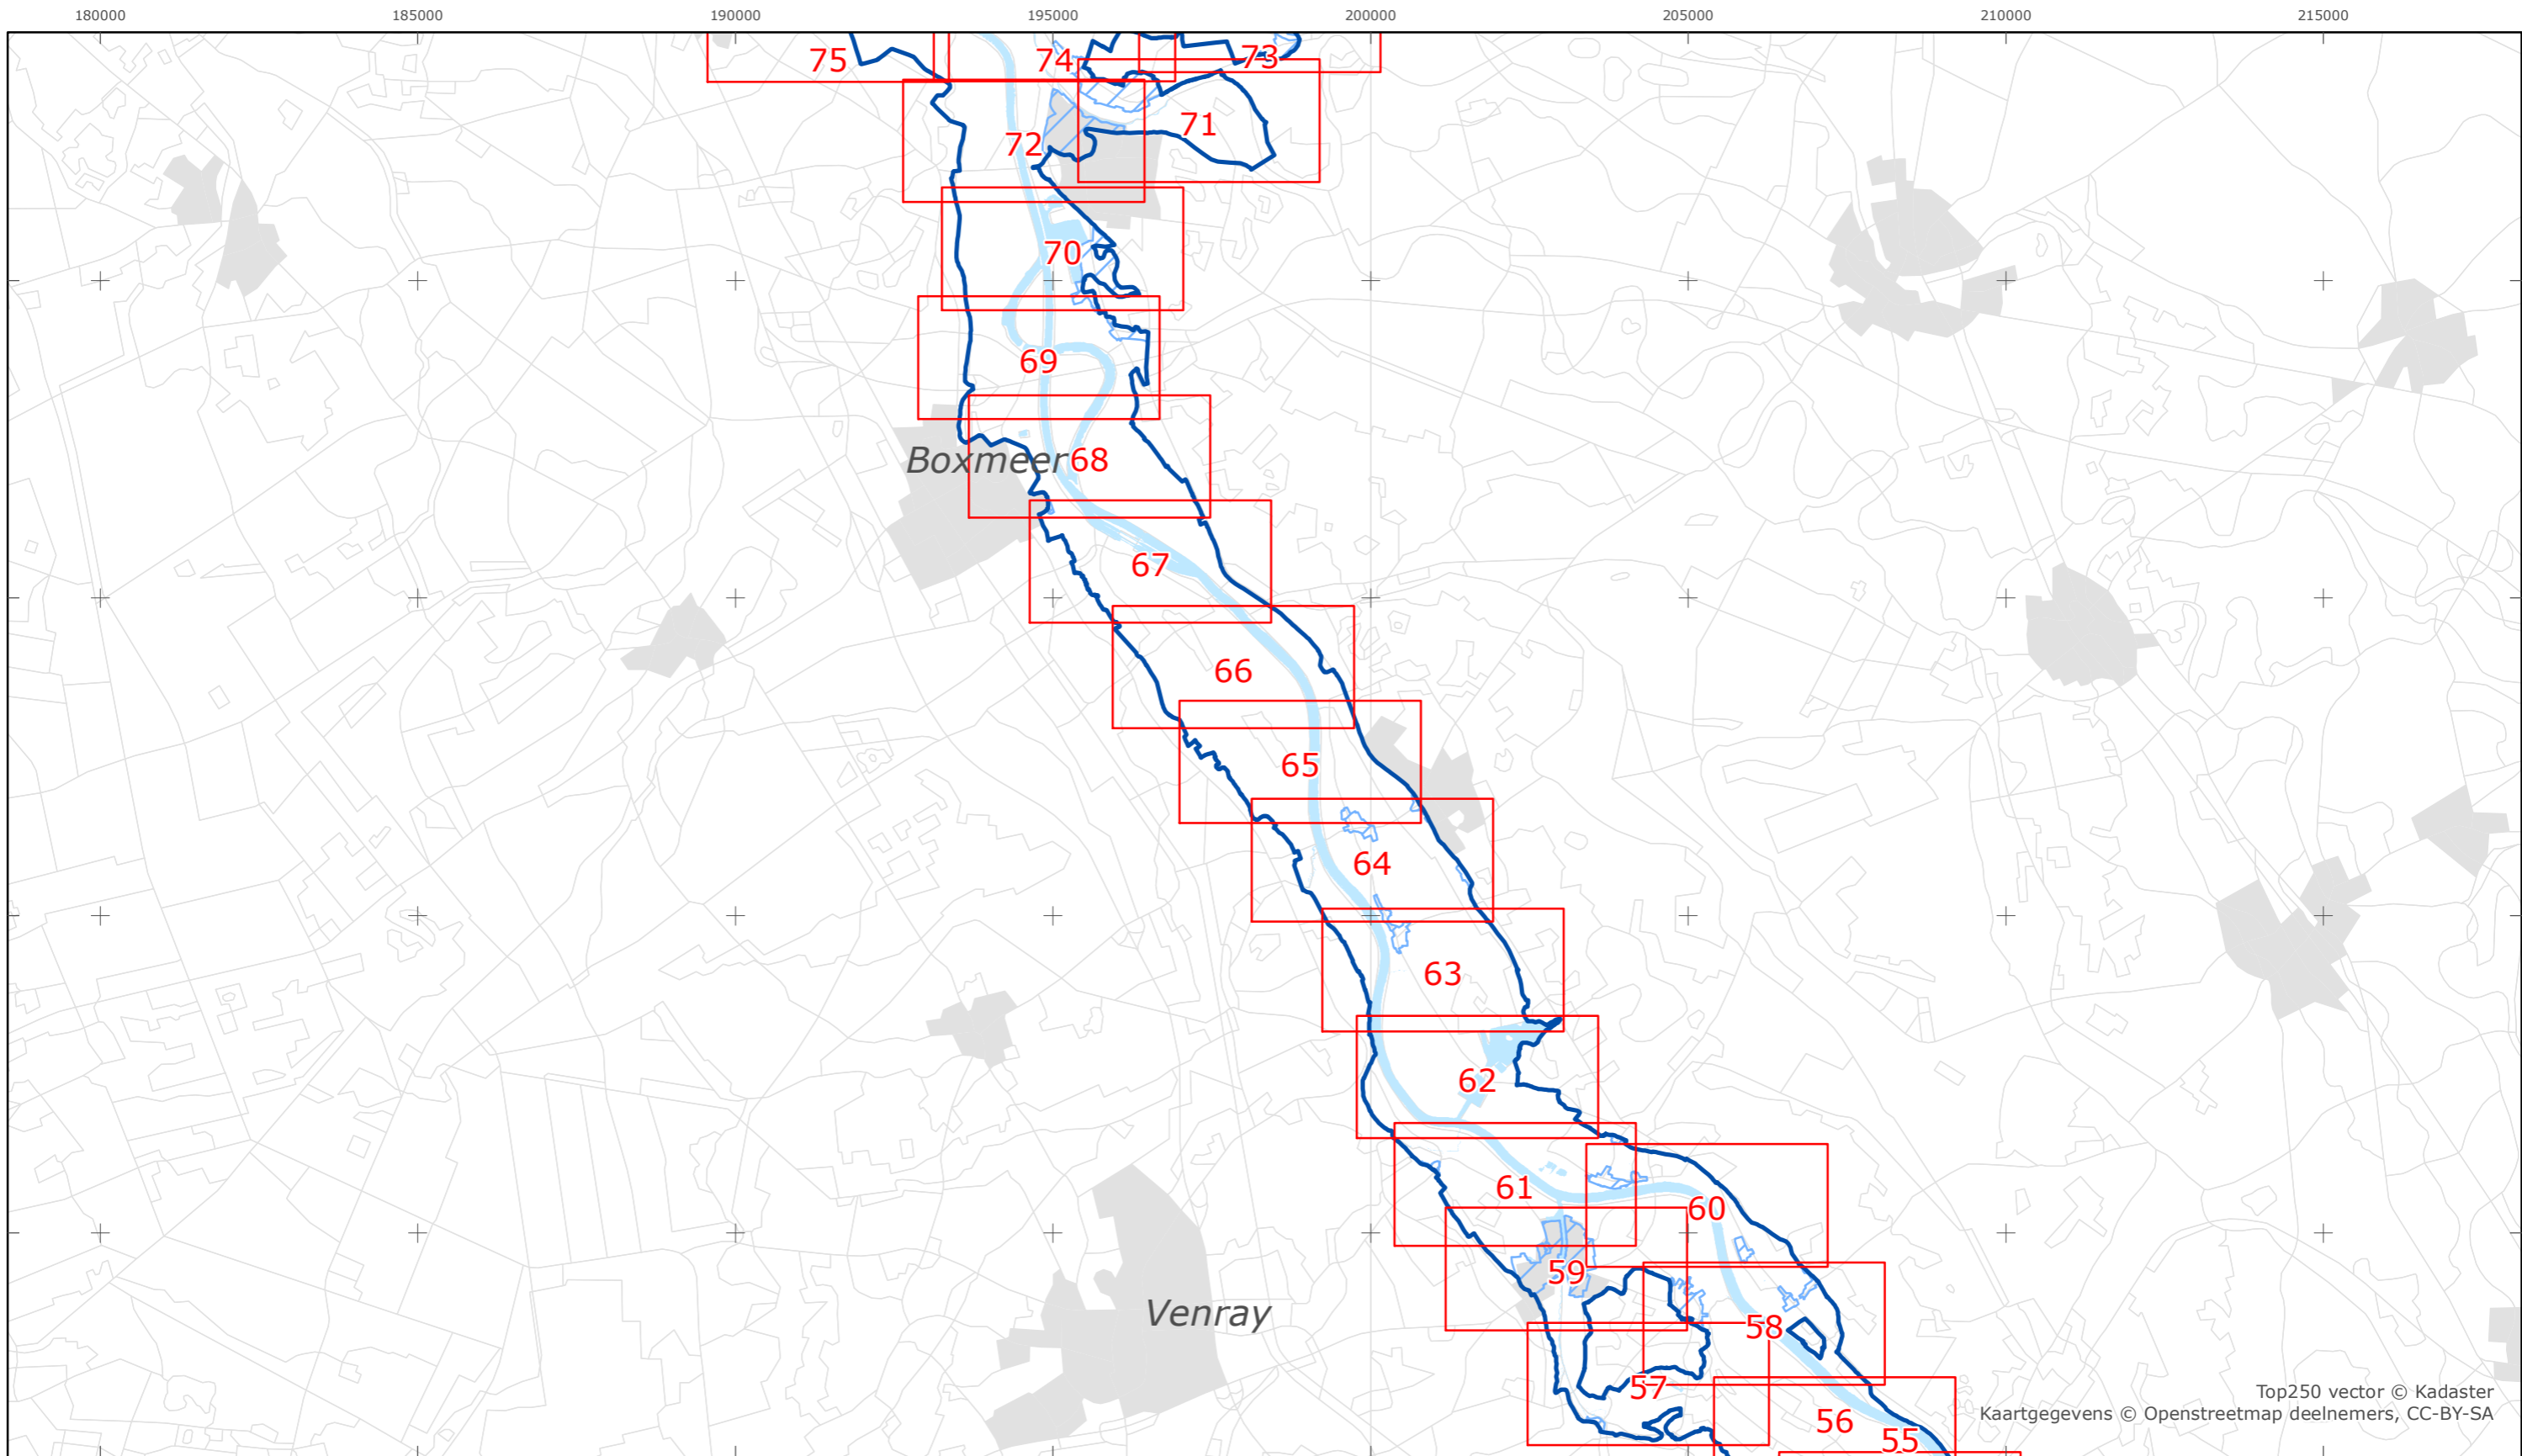 180000 185000 190000 195000 200000 205000 210000 215000
75 74 73
71
72
70
69
Boxmeer 68
67
66
65
64
63
62
61
60
59
Venray
58
57
56
55
Top250 vector © Kadaster
Kaartgegevens © Openstreetmap deelnemers, CC-BY-SA